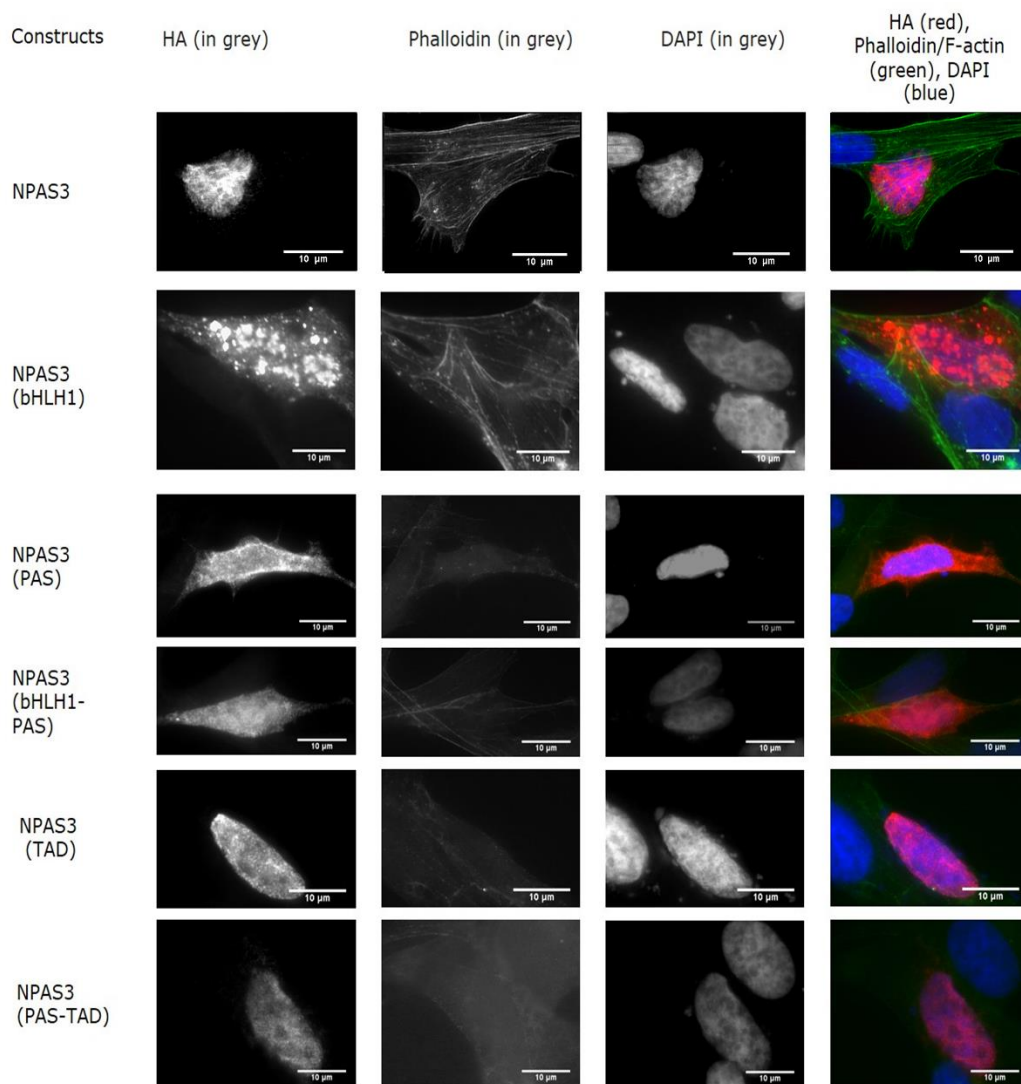 Constructs
HA (in grey)
Phalloidin (in grey)
DAPI (in grey)
HA (red),
Phalloidin/F-actin
(green), DAPI
(blue)
NPAS3
10 µm
10 µm
10 µm
10 µm
NPAS3
(bHLH1)
10 µm
10 µm
10 µm
10 µm
NPAS3
(PAS)
10 µm
10 µm
10 µm
10 µm
NPAS3
(bHLH1-
PAS)
10 µm
10 µm
10 µm
10 µm
NPAS3
(TAD)
10 µm
10 µm
10 µm
10 µm
NPAS3
(PAS-TAD)
10 µm
10 µm
10 µm
10 µm